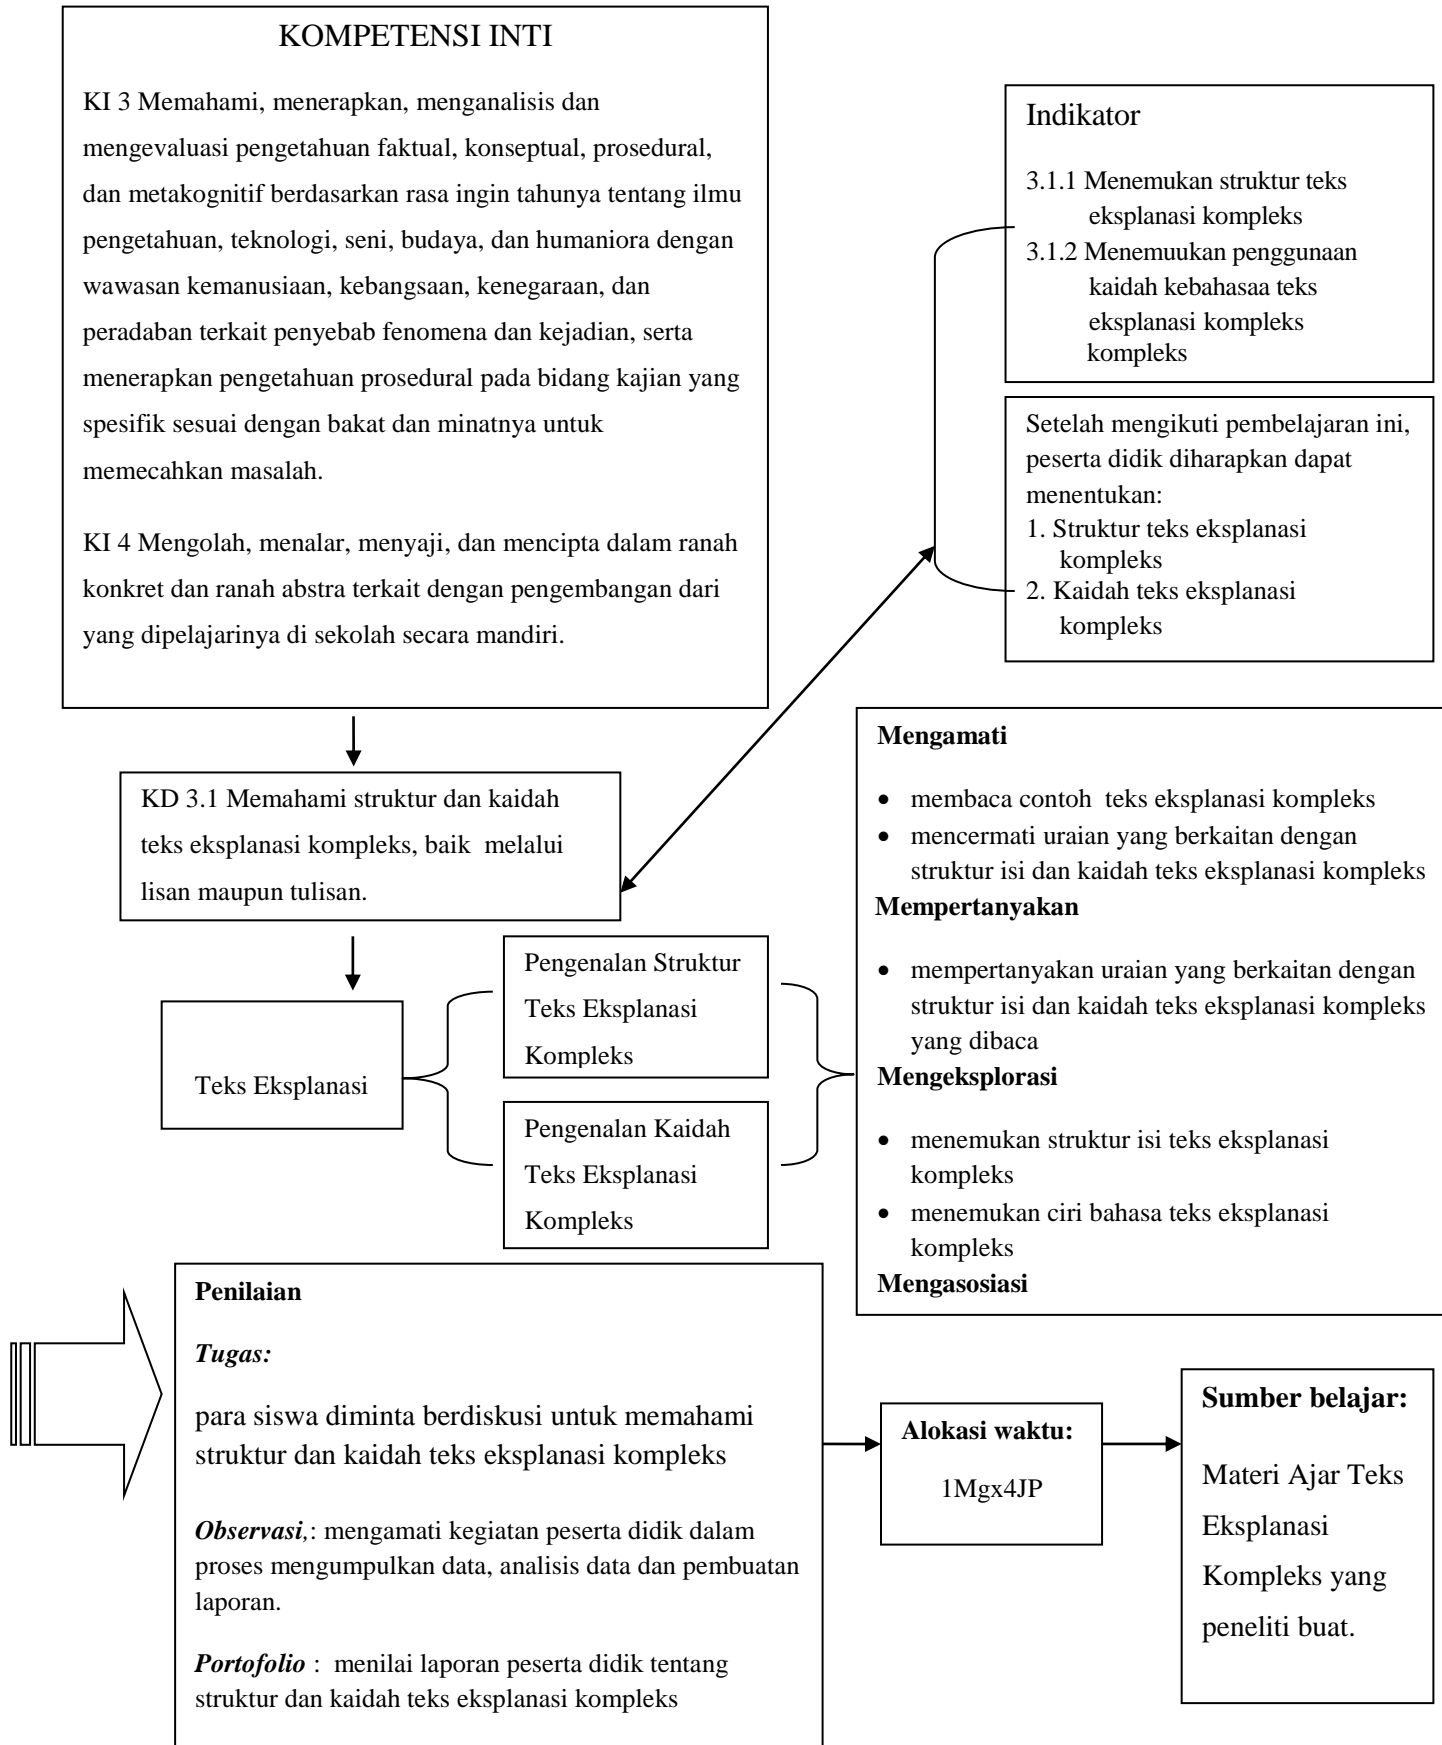 KOMPETENSI INTI
KI 3 Memahami, menerapkan, menganalisis dan
mengevaluasi pengetahuan faktual, konseptual, prosedural,
dan metakognitif berdasarkan rasa ingin tahunya tentang ilmu
pengetahuan, teknologi, seni, budaya, dan humaniora dengan
wawasan kemanusiaan, kebangsaan, kenegaraan, dan
peradaban terkait penyebab fenomena dan kejadian, serta
menerapkan pengetahuan prosedural pada bidang kajian yang
spesifik sesuai dengan bakat dan minatnya untuk
memecahkan masalah.
KI 4 Mengolah, menalar, menyaji, dan mencipta dalam ranah
konkret dan ranah abstra terkait dengan pengembangan dari
yang dipelajarinya di sekolah secara mandiri.
Indikator
3.1.1 Menemukan struktur teks
eksplanasi kompleks
3.1.2 Menemuukan penggunaan
kaidah kebahasaa teks
eksplanasi kompleks
kompleks
Setelah mengikuti pembelajaran ini,
peserta didik diharapkan dapat
menentukan:
1. Struktur teks eksplanasi
kompleks
2. Kaidah teks eksplanasi
kompleks
KD 3.1 Memahami struktur dan kaidah
teks eksplanasi kompleks, baik melalui
lisan maupun tulisan.
Teks Eksplanasi
Pengenalan Struktur
Teks Eksplanasi
Kompleks
Pengenalan Kaidah
Teks Eksplanasi
Kompleks
Mengamati
• membaca contoh teks eksplanasi kompleks
• mencermati uraian yang berkaitan dengan
struktur isi dan kaidah teks eksplanasi kompleks
Mempertanyakan
• mempertanyakan uraian yang berkaitan dengan
struktur isi dan kaidah teks eksplanasi kompleks
yang dibaca
Mengeksplorasi
• menemukan struktur isi teks eksplanasi
kompleks
• menemukan ciri bahasa teks eksplanasi
kompleks
Mengasosiasi
Penilaian
Tugas:
para siswa diminta berdiskusi untuk memahami
struktur dan kaidah teks eksplanasi kompleks
Observasi,: mengamati kegiatan peserta didik dalam
proses mengumpulkan data, analisis data dan pembuatan
laporan.
Portofolio : menilai laporan peserta didik tentang
struktur dan kaidah teks eksplanasi kompleks
Alokasi waktu:
1Mgx4JP
Sumber belajar:
Materi Ajar Teks
Eksplanasi
Kompleks yang
peneliti buat.